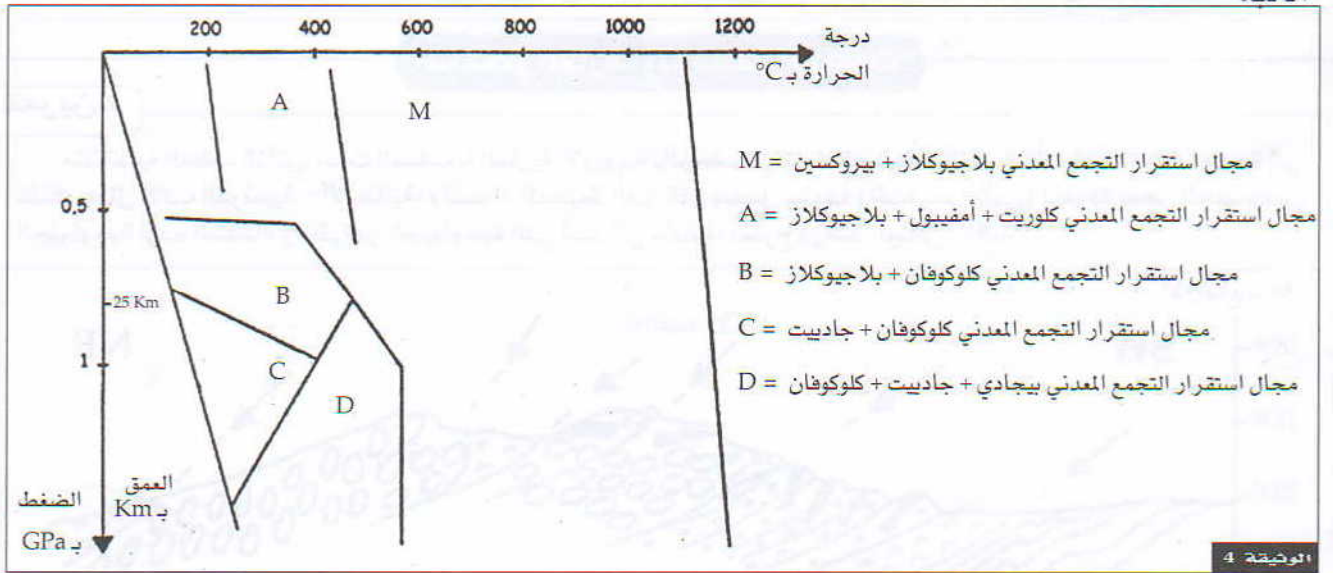 200 400 600 800 1000 1200
درجة
الحرارة بـ °C
A
M
0,5
B
25 Km
1
C
D
العمق
بـ Km
الضغط
بـ GPa
M = مجال استقرار التجمع المعدني بلاجيوكلاز + بيروكسين
A = مجال استقرار التجمع المعدني كلوريت + أمفيبول + بلاجيوكلاز
B = مجال استقرار التجمع المعدني كلوكوفان + بلاجيوكلاز
C = مجال استقرار التجمع المعدني كلوكوفان + جادبيت
D = مجال استقرار التجمع المعدني بيجادي + جادبيت + كلوكوفان
الوثيقة 4